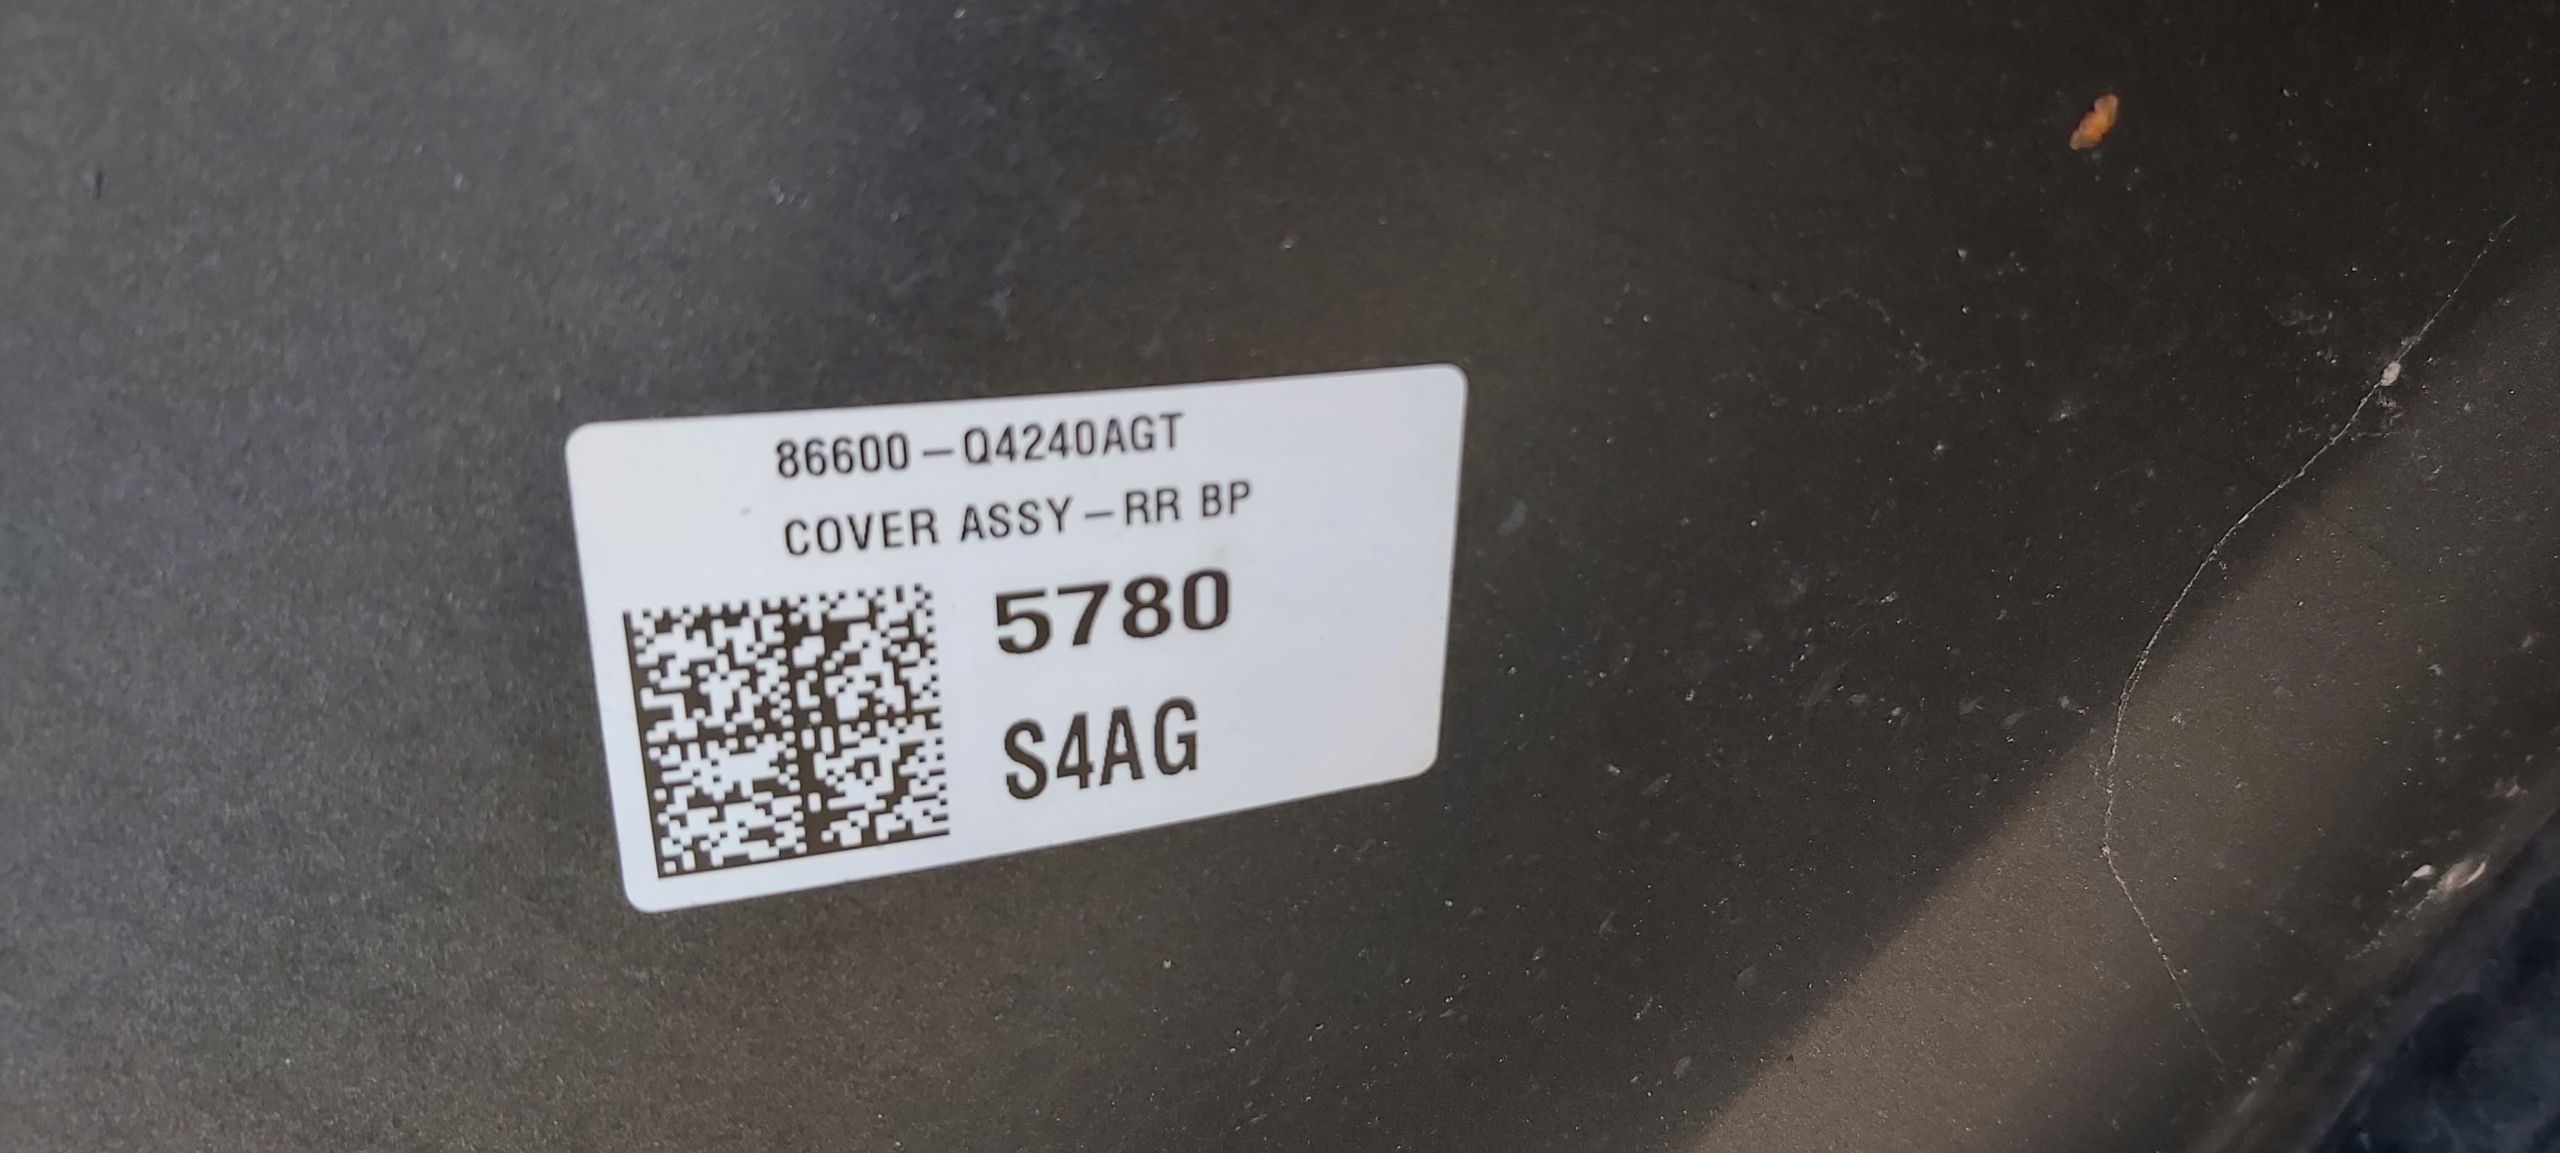 86600-Q4240AGT
COVER ASSY-RR BP
5780
S4AG